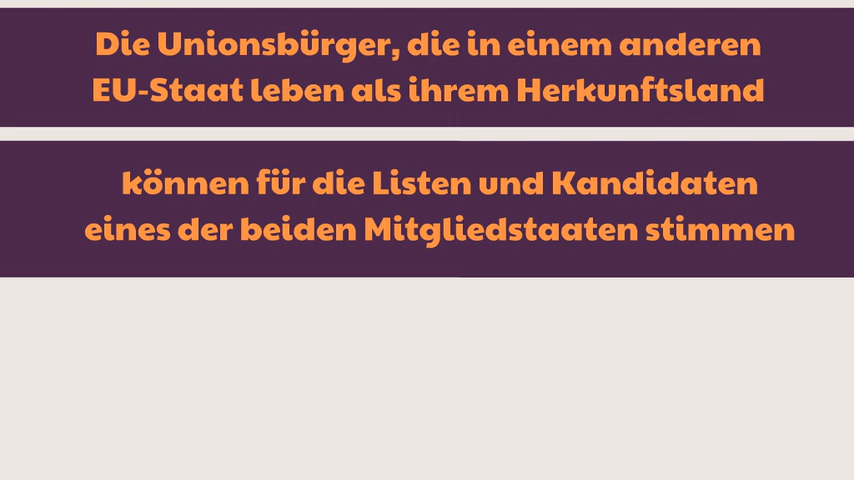 Die Unionsbürger, die in einem anderen
EU-Staat leben als ihrem Herkunftsland
können für die Listen und Kandidaten
eines der beiden Mitgliedstaaten stimmen